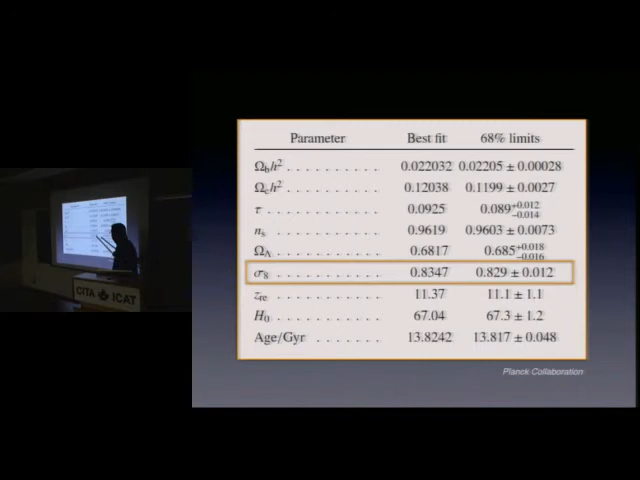 Parameter Best fit 68% limits
Ω_b h² . . . . . . . . . . 0.022032 0.02205 ± 0.00028
Ω_c h² . . . . . . . . . . 0.12038 0.1199 ± 0.0027
τ . . . . . . . . . . . . 0.0925 0.089^{+0.012}_{−0.014}
n_s . . . . . . . . . . . 0.9619 0.9603 ± 0.0073
Ω_Λ . . . . . . . . . . . 0.6817 0.685^{+0.018}_{−0.016}
σ_8 . . . . . . . . . . . 0.8347 0.829 ± 0.012
z_re . . . . . . . . . . . 11.37 11.1 ± 1.1
H_0 . . . . . . . . . . . 67.04 67.3 ± 1.2
Age/Gyr . . . . . . . 13.8242 13.817 ± 0.048
Planck Collaboration
CITA ICAT